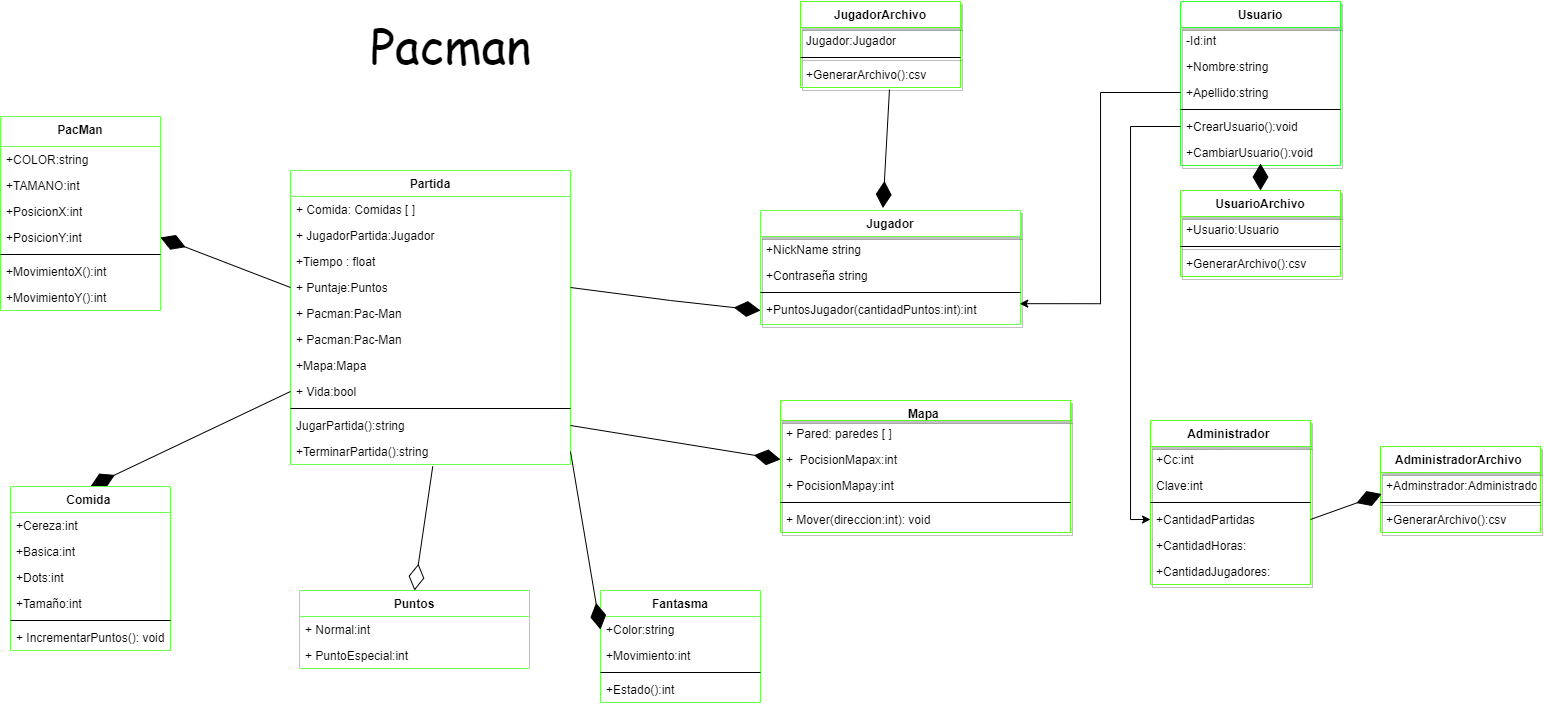 Pacman
JugadorArchivo
Jugador:Jugador
+GenerarArchivo():csv
Usuario
-Id:int
+Nombre:string
+Apellido:string
+CrearUsuario():void
+CambiarUsuario():void
PacMan
+COLOR:string
+TAMANO:int
+PosicionX:int
+PosicionY:int
+MovimientoX():int
+MovimientoY():int
Partida
+ Comida: Comidas [ ]
+ JugadorPartida:Jugador
+Tiempo : float
+ Puntaje:Puntos
+ Pacman:Pac-Man
+ Pacman:Pac-Man
+Mapa:Mapa
+ Vida:bool
JugarPartida():string
+TerminarPartida():string
Jugador
+NickName string
+Contraseña string
+PuntosJugador(cantidadPuntos:int):int
UsuarioArchivo
+Usuario:Usuario
+GenerarArchivo():csv
Mapa
+ Pared: paredes [ ]
+ PocisionMapax:int
+ PocisionMapay:int
+ Mover(direccion:int): void
Administrador
+Cc:int
Clave:int
+CantidadPartidas
+CantidadHoras:
+CantidadJugadores:
AdministradorArchivo
+Adminstrador:Administrado
+GenerarArchivo():csv
Comida
+Cereza:int
+Basica:int
+Dots:int
+Tamaño:int
+ IncrementarPuntos(): void
Puntos
+ Normal:int
+ PuntoEspecial:int
Fantasma
+Color:string
+Movimiento:int
+Estado():int